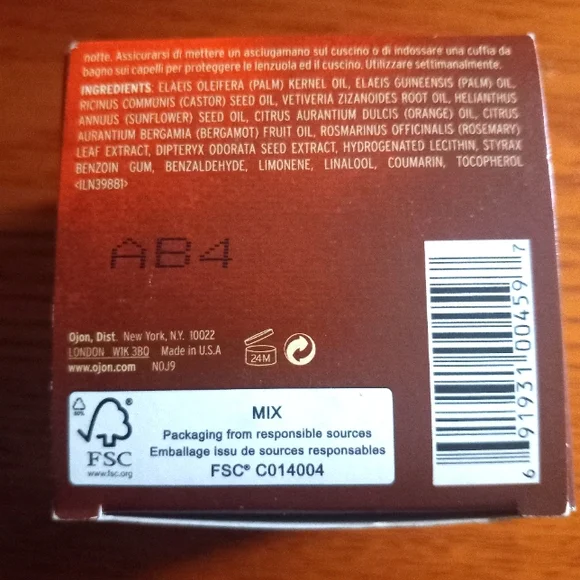 notte. Assicurarsi di mettere un asciugamano sul cuscino o di indossare una cuffia da
bagno sui capelli per proteggere le lenzuola ed il cuscino. Utilizzare settimanalmente.
INGREDIENTS: ELAEIS OLEIFERA (PALM) KERNEL OIL, ELAEIS GUINEENSIS (PALM) OIL,
RICINUS COMMUNIS (CASTOR) SEED OIL, VETIVERIA ZIZANOIDES ROOT OIL, HELIANTHUS
ANNUUS (SUNFLOWER) SEED OIL, CITRUS AURANTIUM DULCIS (ORANGE) OIL, CITRUS
AURANTIUM BERGAMIA (BERGAMOT) FRUIT OIL, ROSMARINUS OFFICINALIS (ROSEMARY)
LEAF EXTRACT, DIPTERYX ODORATA SEED EXTRACT, HYDROGENATED LECITHIN, STYRAX
BENZOIN GUM, BENZALDEHYDE, LIMONENE, LINALOOL, COUMARIN, TOCOPHEROL
<ILN39881>
AB4
Ojon, Dist. New York, N.Y. 10022
LONDON W1K 3BQ Made in U.S.A
www.ojon.com N0J9
24M
6 91931 00459 7
FSC®
www.fsc.org
MIX
Packaging from responsible sources
Emballage issu de sources responsables
FSC® C014004